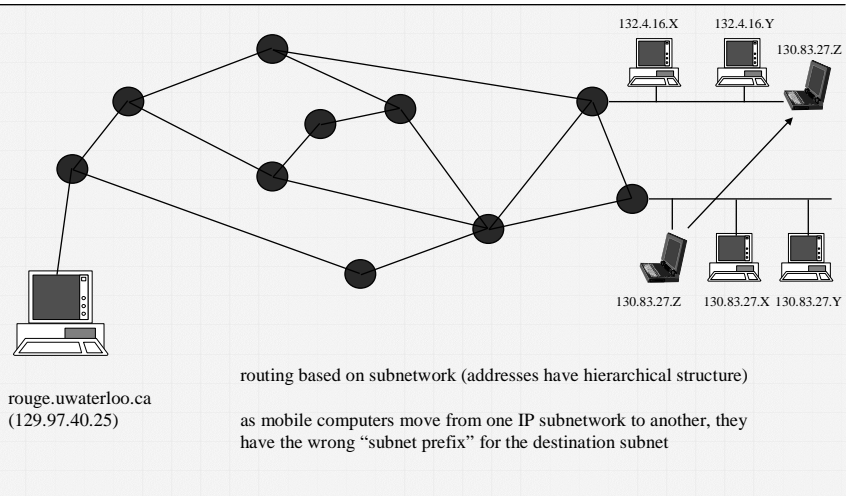 132.4.16.X
132.4.16.Y
130.83.27.Z
130.83.27.Z
130.83.27.X
130.83.27.Y
rouge.uwaterloo.ca
(129.97.40.25)
routing based on subnetwork (addresses have hierarchical structure)
as mobile computers move from one IP subnetwork to another, they
have the wrong “subnet prefix” for the destination subnet